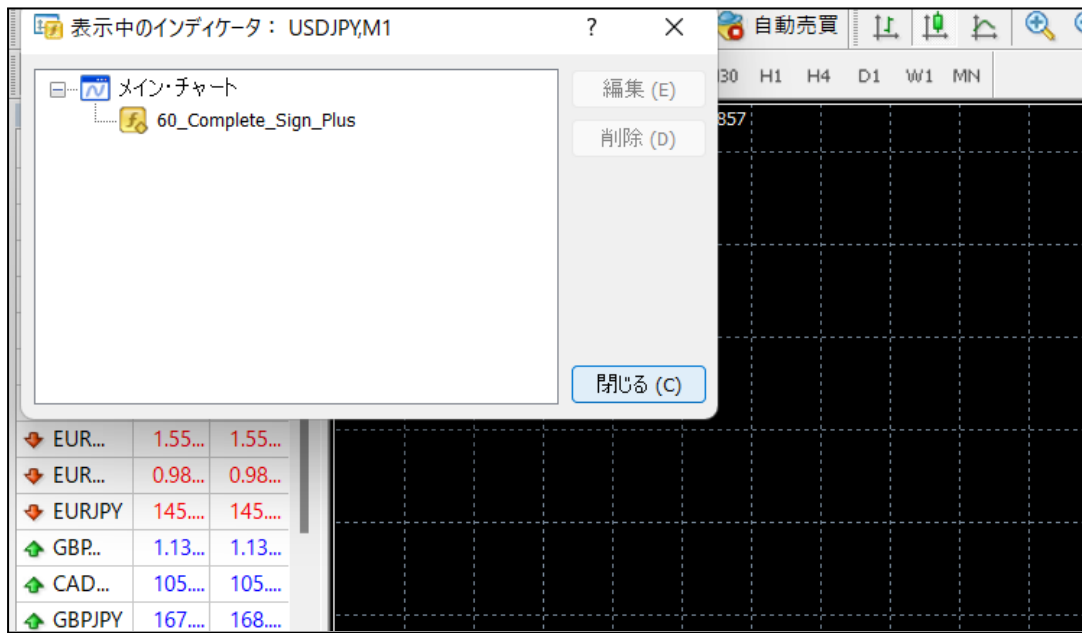 表示中のインディケータ： USDJPY,M1 ? ×
自動売買
メイン・チャート
60_Complete_Sign_Plus
編集 (E)
削除 (D)
閉じる (C)
H1 H4 D1 W1 MN
857
EUR... 1.55... 1.55...
EUR... 0.98... 0.98...
EURJPY 145.... 145....
GBP... 1.13... 1.13...
CAD... 105.... 105....
GBPJPY 167.... 168....